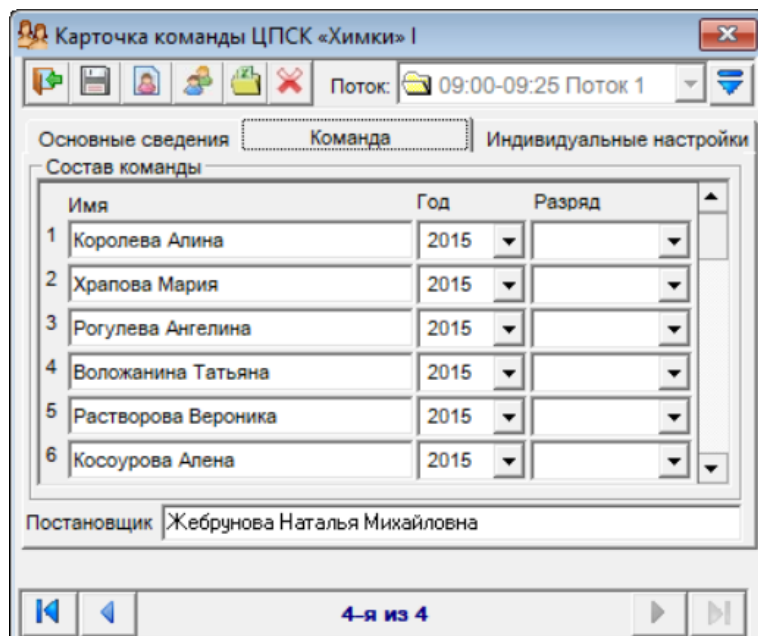 Карточка команды ЦПСК «Химки» I
Поток: 09:00-09:25 Поток 1
Основные сведения Команда Индивидуальные настройки
Состав команды
Имя Год Разряд
1 Королева Алина 2015
2 Храпова Мария 2015
3 Рогулева Ангелина 2015
4 Воложанина Татьяна 2015
5 Растворова Вероника 2015
6 Косоурова Алена 2015
Постановщик Жебрунова Наталья Михайловна
4–я из 4